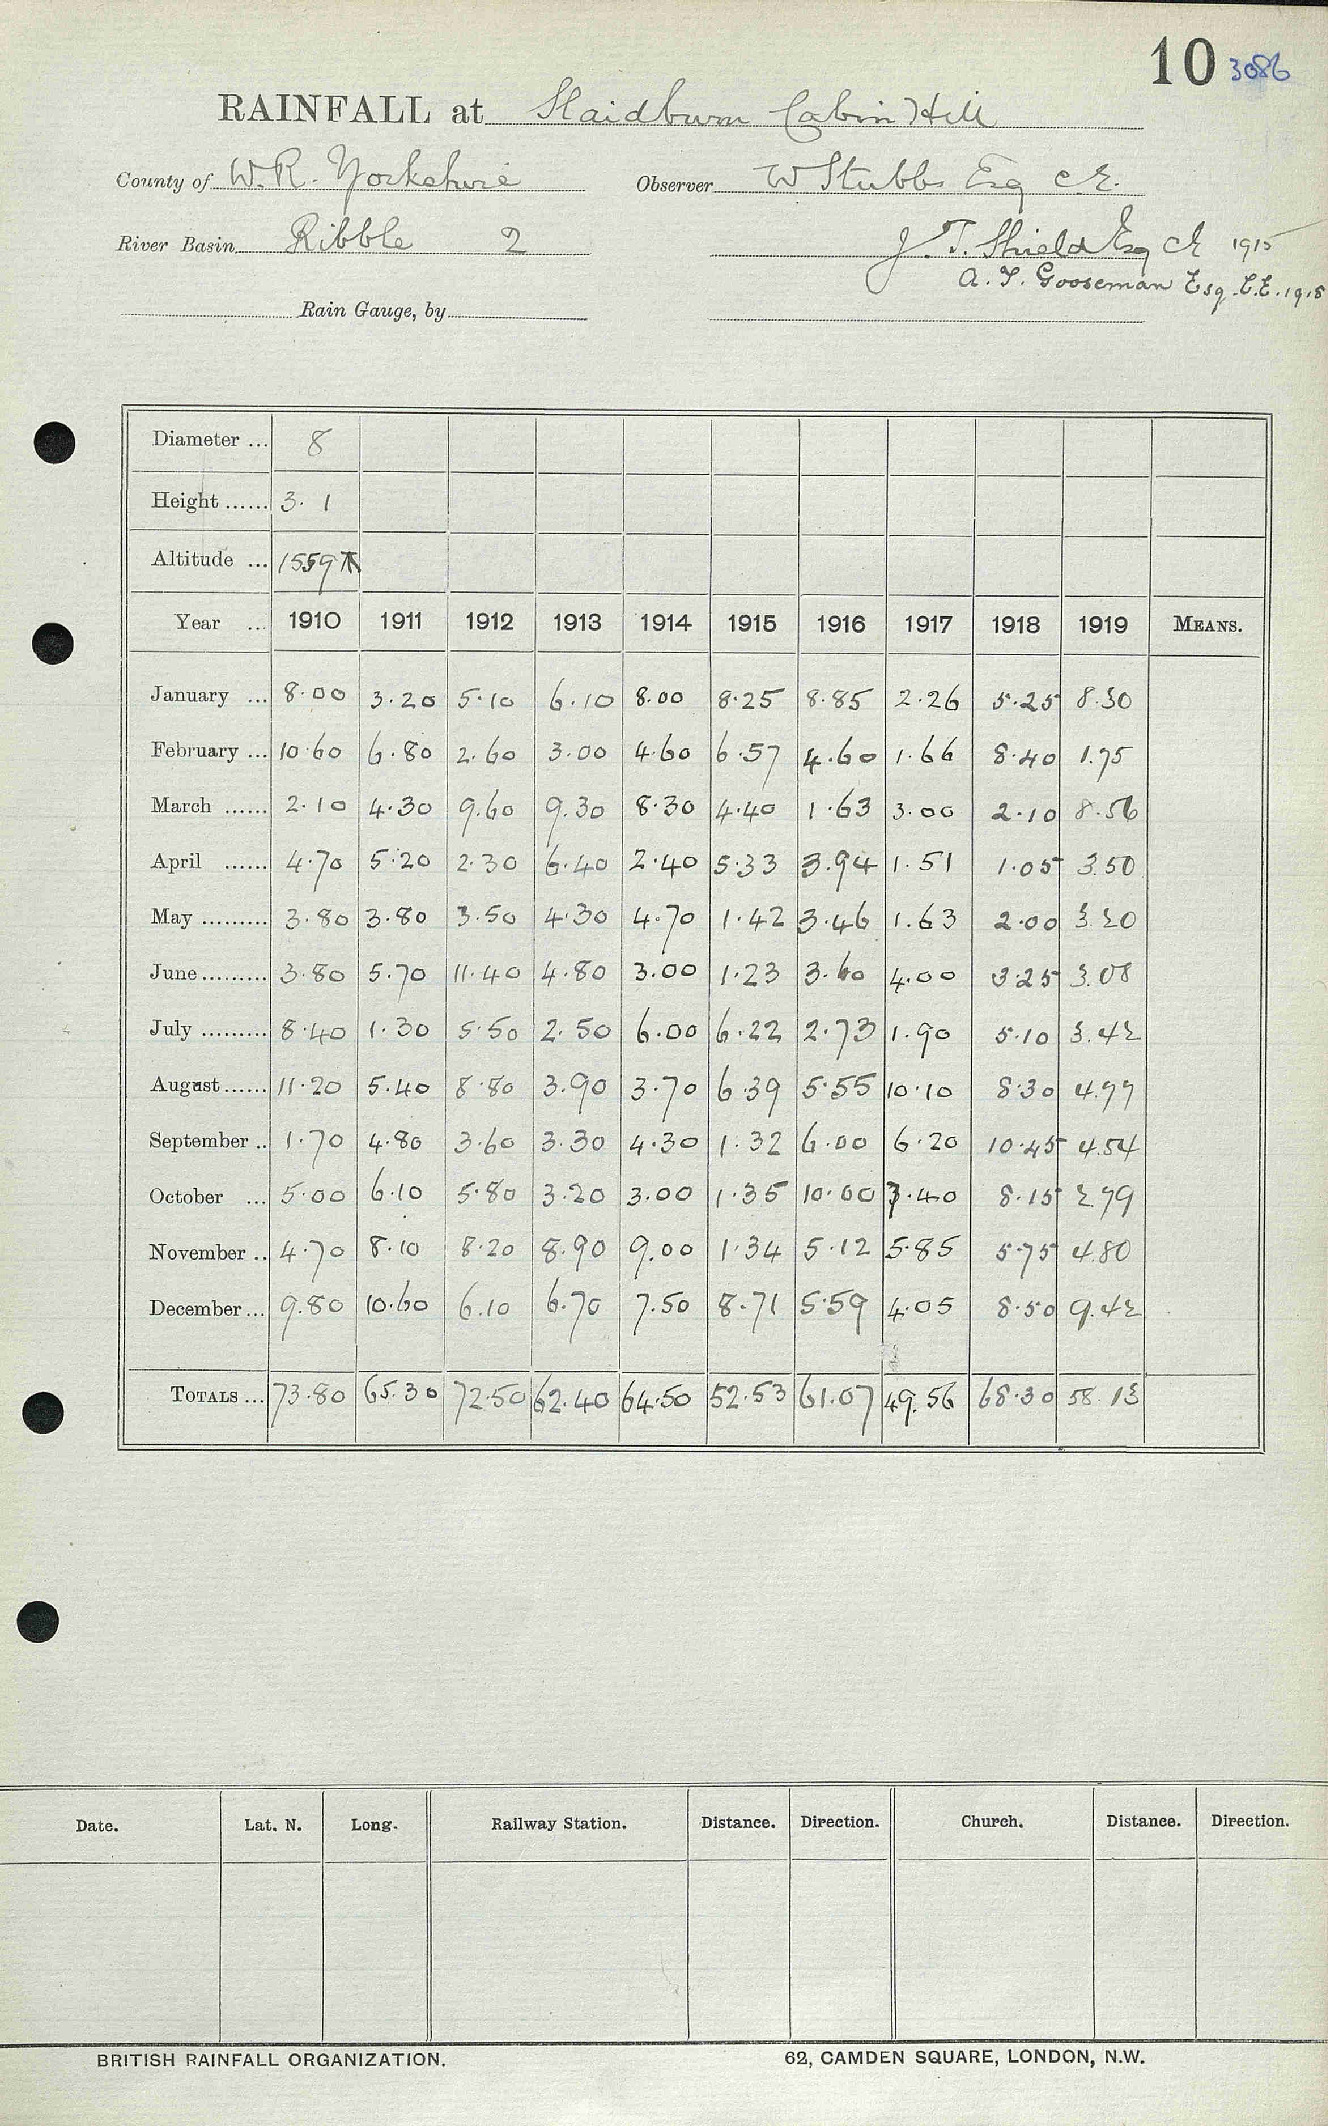 10 3086
RAINFALL at Slaidburn Cabin Hill
County of W.R. Yorkshire Observer W Stubbs Esq C.E.
River Basin Ribble 2 J. T. Shield Esq CE 1915
A. F. Gooseman Esq. C.E. 1918
Rain Gauge, by
Diameter ... 8
Height ...... 3.1
Altitude ... 1559
Year ... 1910 1911 1912 1913 1914 1915 1916 1917 1918 1919 MEANS.
January ... 8.00 3.20 5.10 6.10 8.00 8.25 8.85 2.26 5.25 8.30
February ... 10.60 6.80 2.60 3.00 4.60 6.57 4.60 1.66 8.40 1.75
March ...... 2.10 4.30 9.60 9.30 8.30 4.40 1.63 3.00 2.10 8.56
April ...... 4.70 5.20 2.30 6.40 2.40 5.33 3.94 1.51 1.05 3.50
May ......... 3.80 3.80 3.50 4.30 4.70 1.42 3.46 1.63 2.00 3.20
June ......... 3.80 5.70 11.40 4.80 3.00 1.23 3.60 4.00 3.25 3.08
July ......... 8.40 1.30 5.50 2.50 6.00 6.22 2.73 1.90 5.10 3.42
August ...... 11.20 5.40 8.80 3.90 3.70 6.39 5.55 10.10 8.30 4.77
September .. 1.70 4.80 3.60 3.30 4.30 1.32 6.00 6.20 10.45 4.54
October ... 5.00 6.10 5.80 3.20 3.00 1.35 10.00 7.40 8.15 2.79
November .. 4.70 8.10 8.20 8.90 9.00 1.34 5.12 5.85 5.75 4.80
December ... 9.80 10.60 6.10 6.70 7.50 8.71 5.59 4.05 8.50 9.42
TOTALS ... 73.80 65.30 72.50 62.40 64.50 52.53 61.07 49.56 68.30 58.13
Date. Lat. N. Long. Railway Station. Distance. Direction. Church. Distance. Direction.
BRITISH RAINFALL ORGANIZATION. 62, CAMDEN SQUARE, LONDON, N.W.